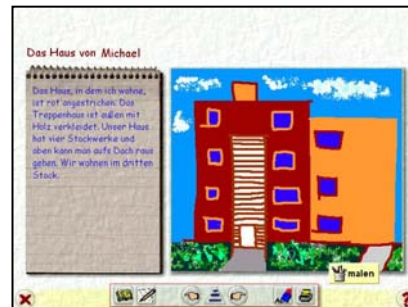 Das Haus von Michael
Das Haus, in dem ich wohne,
ist rot angestrichen. Das
Treppenhaus ist außen mit
Holz verkleidet. Unser Haus
hat vier Stockwerke und
oben kann man aufs Dach raus
gehen. Wir wohnen im dritten
Stock.
malen